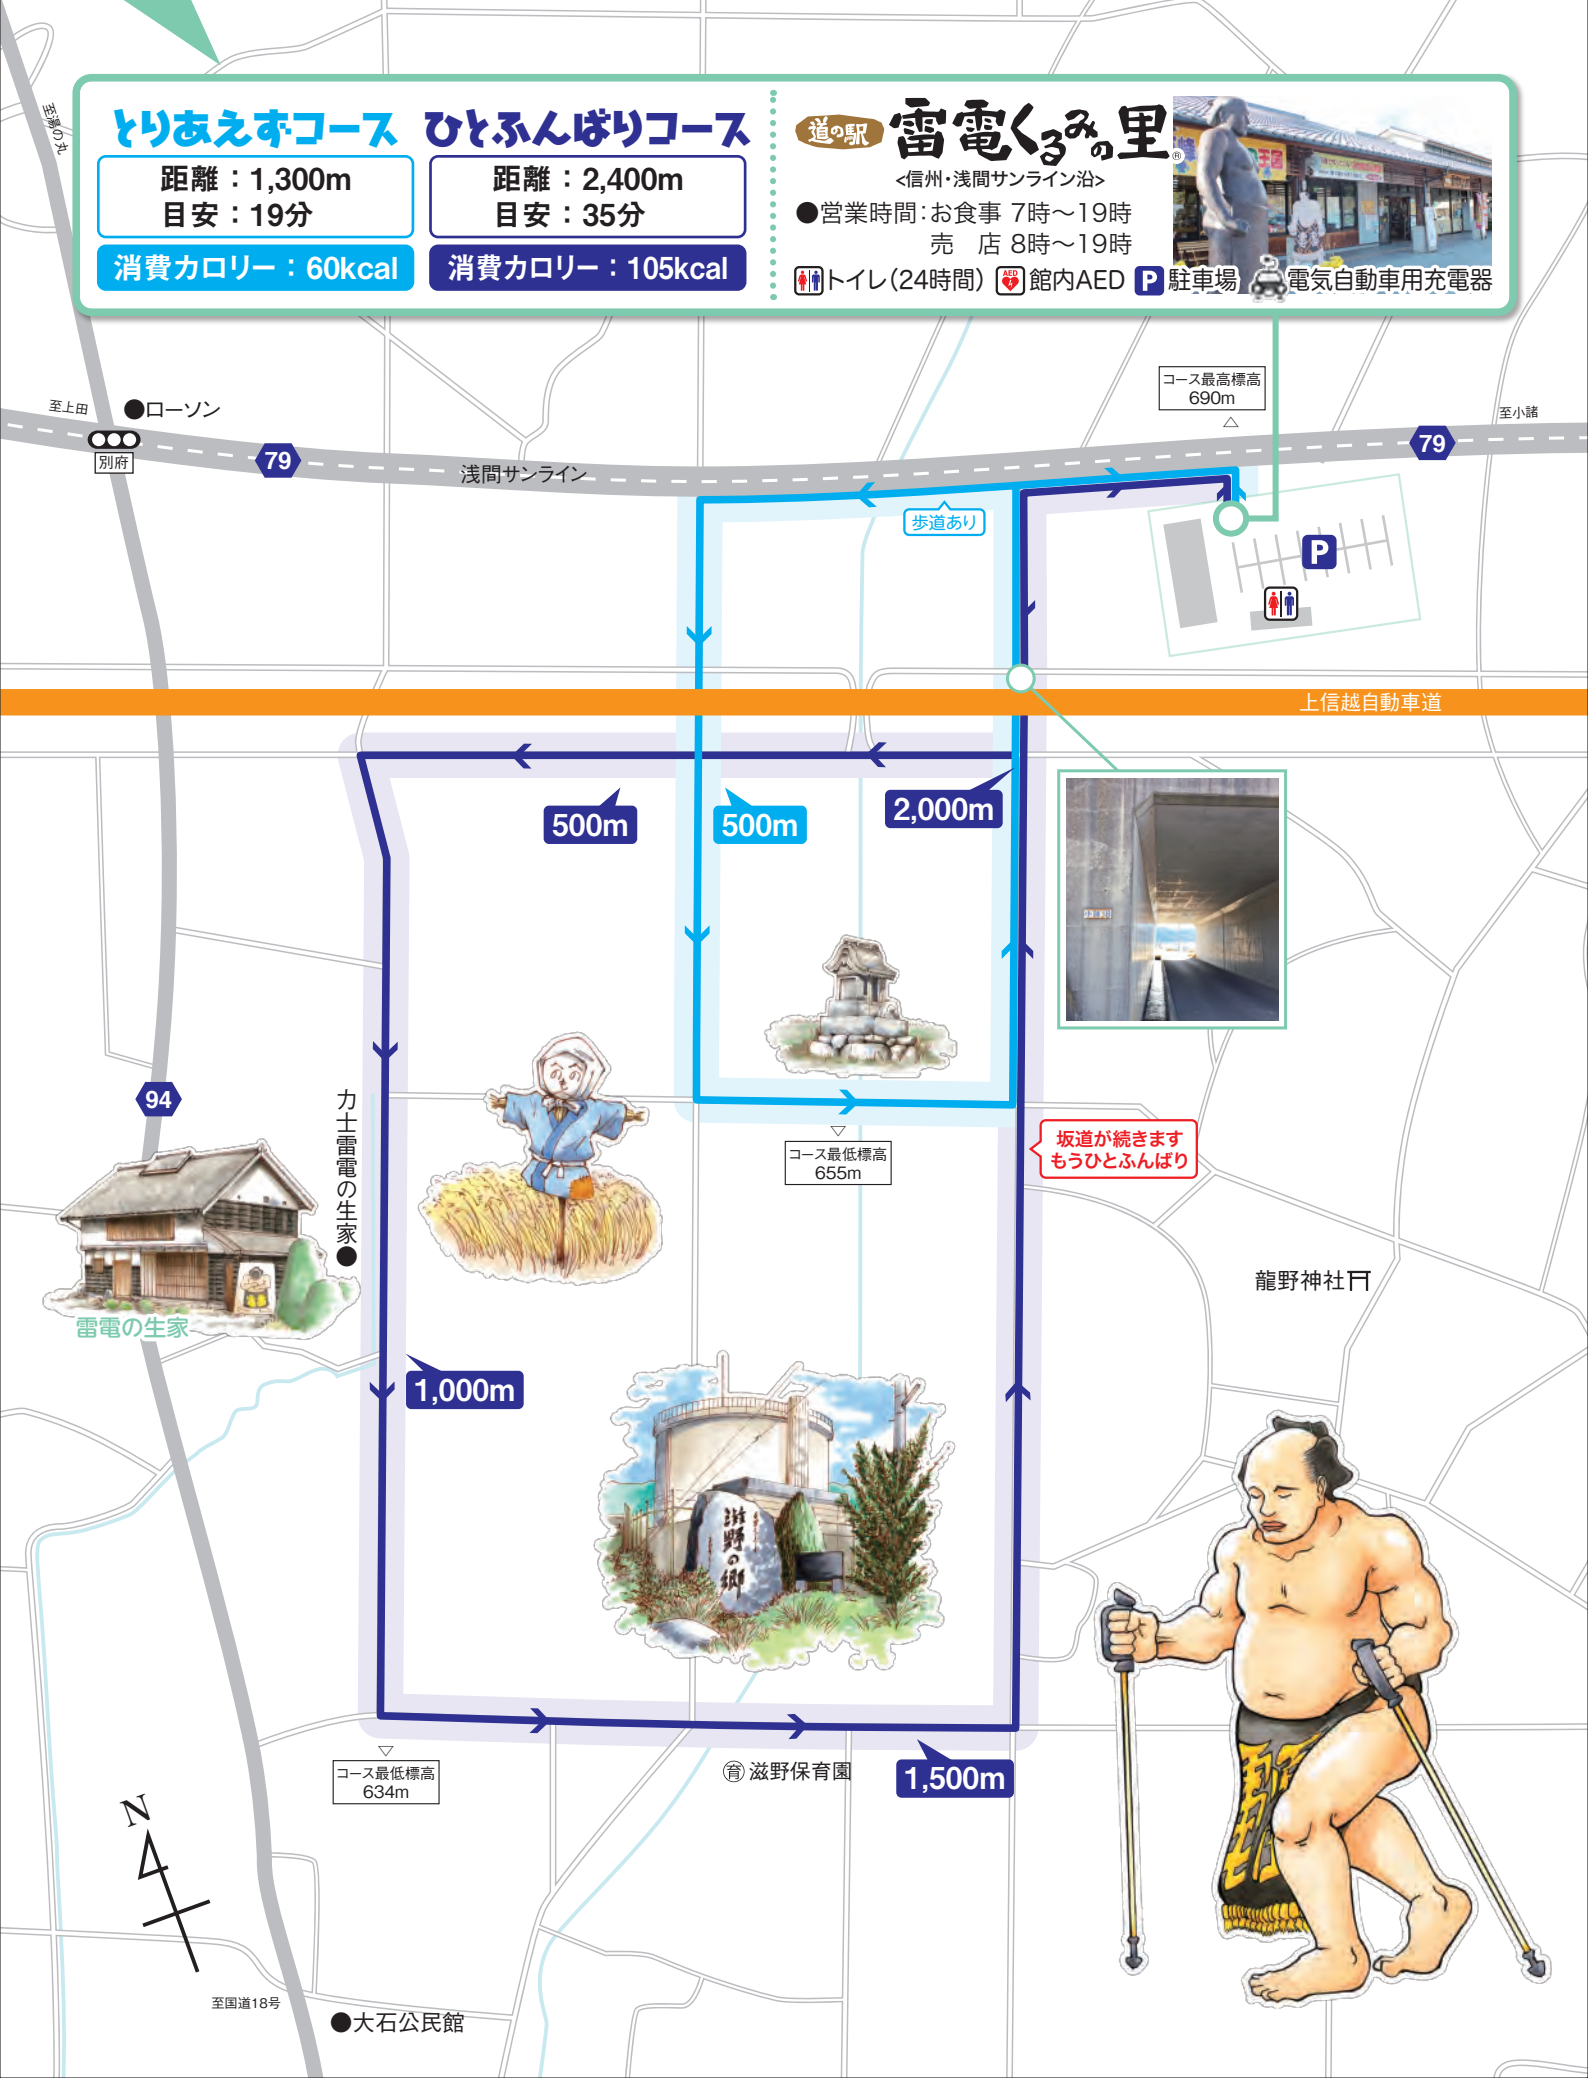 至湯の丸
とりあえずコース
距離：1,300m
目安：19分
消費カロリー：60kcal
ひとふんばりコース
距離：2,400m
目安：35分
消費カロリー：105kcal
道の駅 雷電くるみの里®
<信州・浅間サンライン沿>
●営業時間：お食事 7時〜19時
売　店 8時〜19時
トイレ（24時間） AED 館内AED P 駐車場 電気自動車用充電器
コース最高標高
690m
至上田
●ローソン
至小諸
別府
79
79
浅間サンライン
歩道あり
P
上信越自動車道
500m
500m
2,000m
94
力士雷電の生家●
コース最低標高
655m
坂道が続きます
もうひとふんばり
雷電の生家
龍野神社
1,000m
滋野の郷
コース最低標高
634m
育 滋野保育園
1,500m
N
至国道18号
●大石公民館